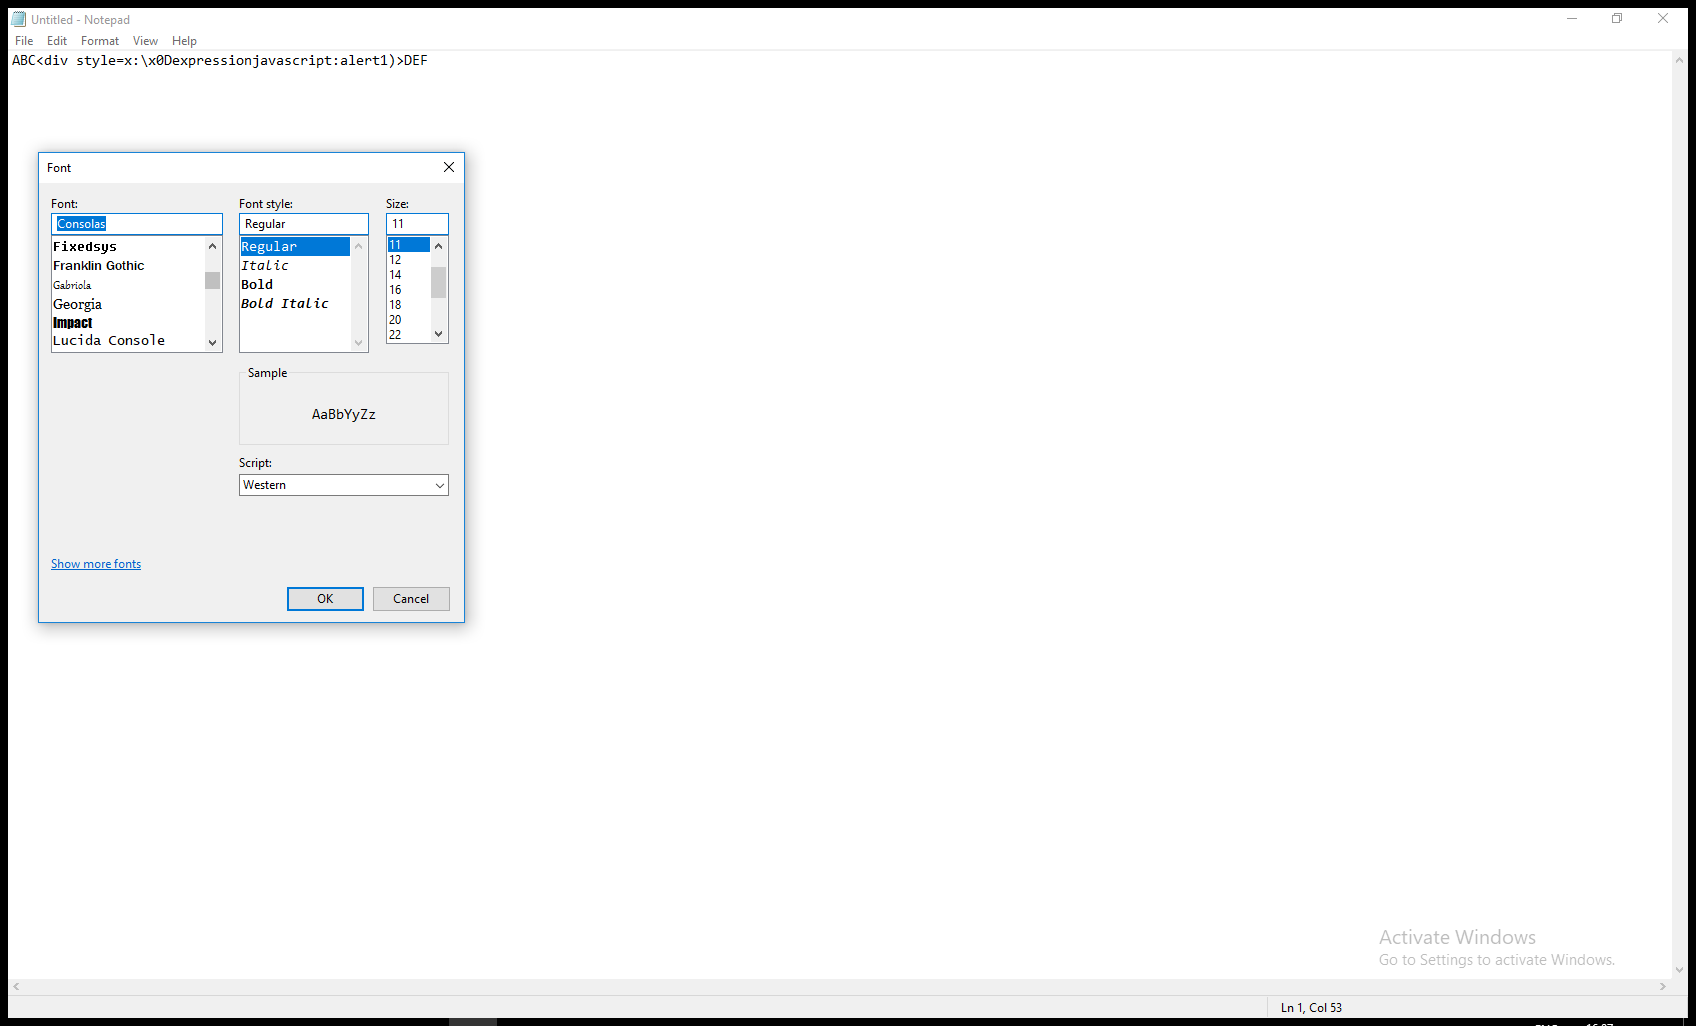 Untitled - Notepad
File Edit Format View Help
ABC<div style=x:\x0Dexpressionjavascript:alert1)>DEF
Font
Font:
Consolas
Fixedsys
Franklin Gothic
Gabriola
Georgia
Impact
Lucida Console
Font style:
Regular
Regular
Italic
Bold
Bold Italic
Size:
11
11
12
14
16
18
20
22
Sample
AaBbYyZz
Script:
Western
Show more fonts
OK Cancel
Activate Windows
Go to Settings to activate Windows.
Ln 1, Col 53